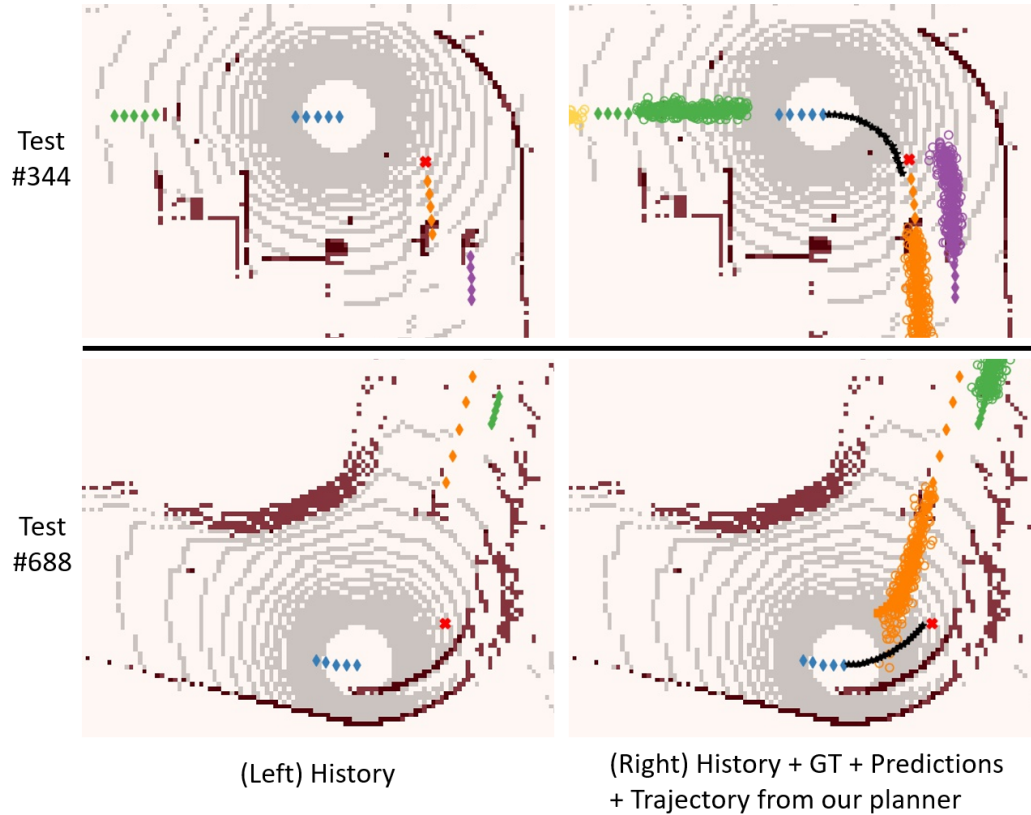 Test
#344
Test
#688
(Left) History
(Right) History + GT + Predictions
+ Trajectory from our planner